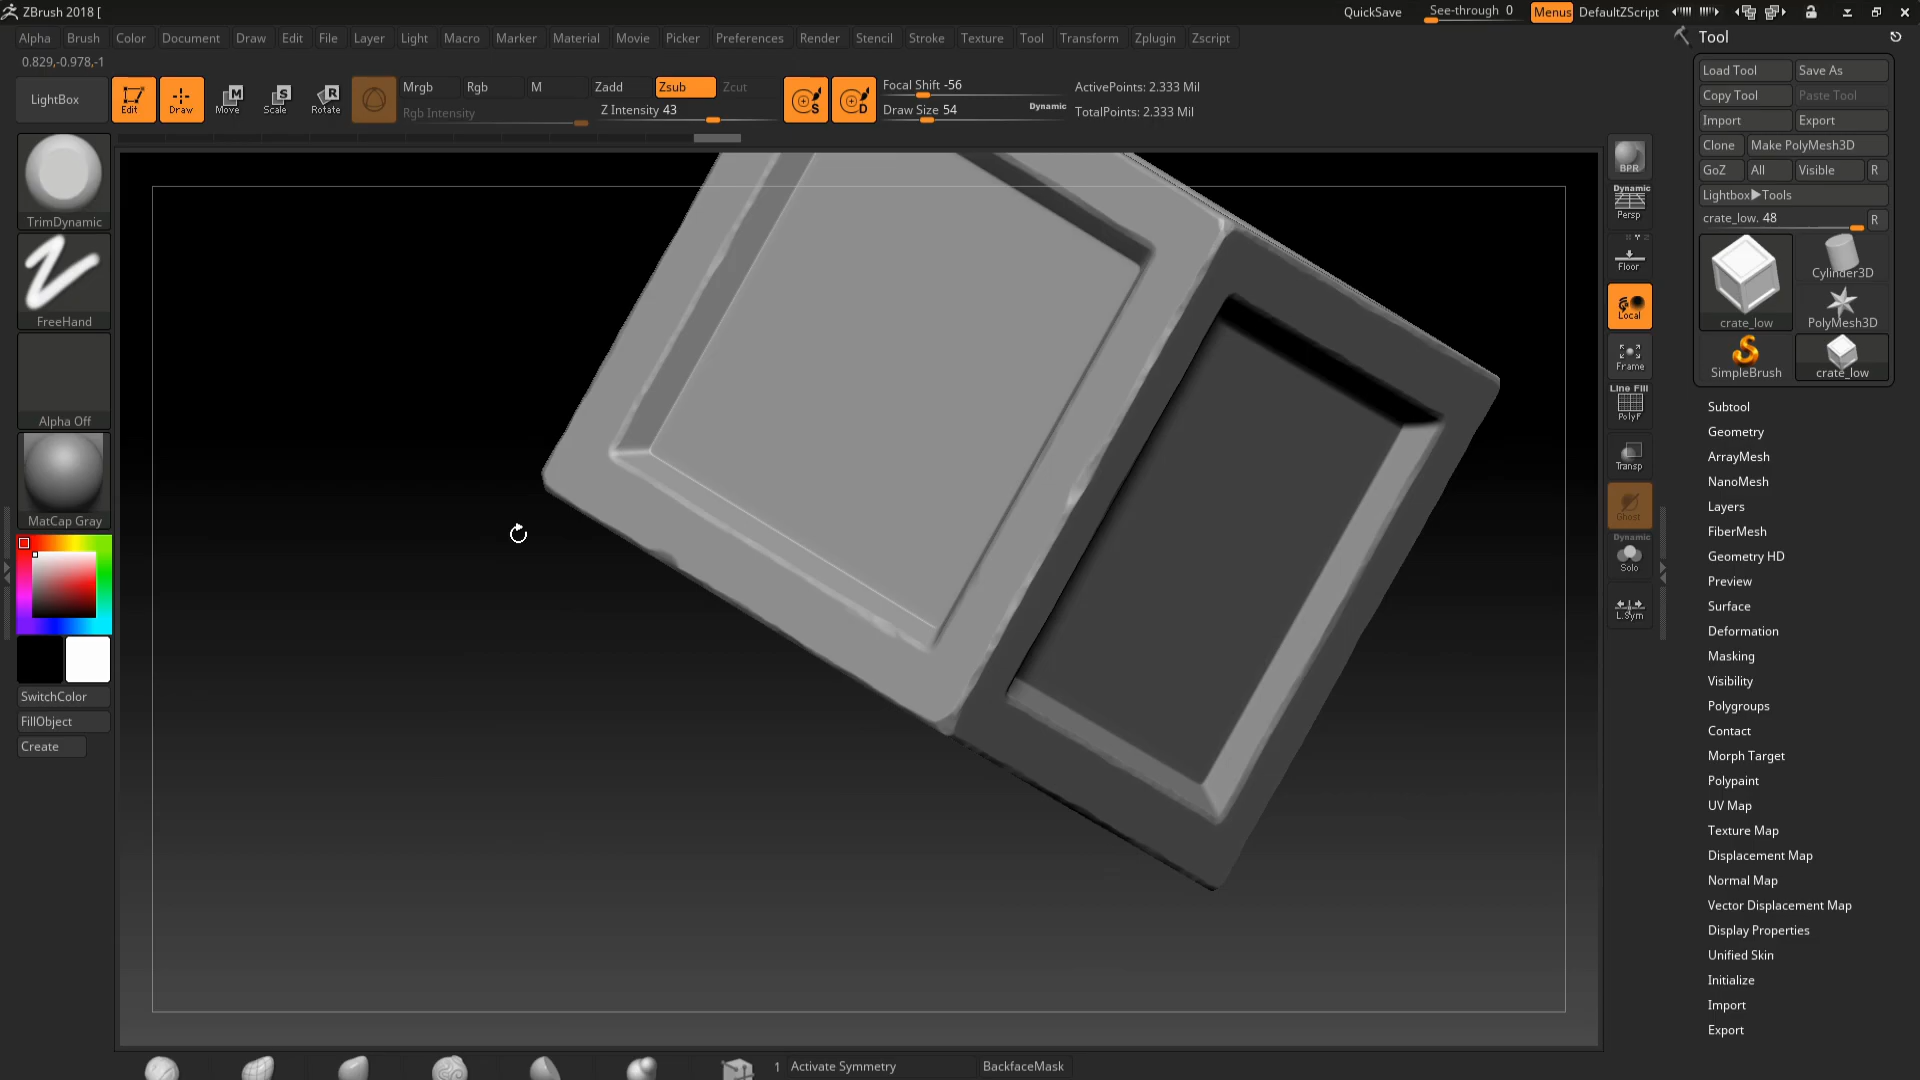 ZBrush 2018 [
QuickSave
See-through 0
Menus
DefaultZScript
Alpha Brush Color Document Draw Edit File Layer Light Macro Marker Material Movie Picker Preferences Render Stencil Stroke Texture Tool Transform Zplugin Zscript
Tool
0.829,-0.978,-1
LightBox
Edit
Draw
Move
Scale
Rotate
Mrgb Rgb M
Rgb Intensity
Zadd Zsub Zcut
Z Intensity 43
Focal Shift -56
Draw Size 54
Dynamic
ActivePoints: 2.333 Mil
TotalPoints: 2.333 Mil
TrimDynamic
FreeHand
Alpha Off
MatCap Gray
SwitchColor
FillObject
Create
BPR
Dynamic
Persp
Floor
Local
Frame
Line Fill
PolyF
Transp
Ghost
Dynamic
Solo
L.Sym
Load Tool Save As
Copy Tool Paste Tool
Import Export
Clone Make PolyMesh3D
GoZ All Visible R
Lightbox▶Tools
crate_low. 48 R
crate_low
Cylinder3D
PolyMesh3D
SimpleBrush
crate_low
Subtool
Geometry
ArrayMesh
NanoMesh
Layers
FiberMesh
Geometry HD
Preview
Surface
Deformation
Masking
Visibility
Polygroups
Contact
Morph Target
Polypaint
UV Map
Texture Map
Displacement Map
Normal Map
Vector Displacement Map
Display Properties
Unified Skin
Initialize
Import
Export
1 Activate Symmetry BackfaceMask